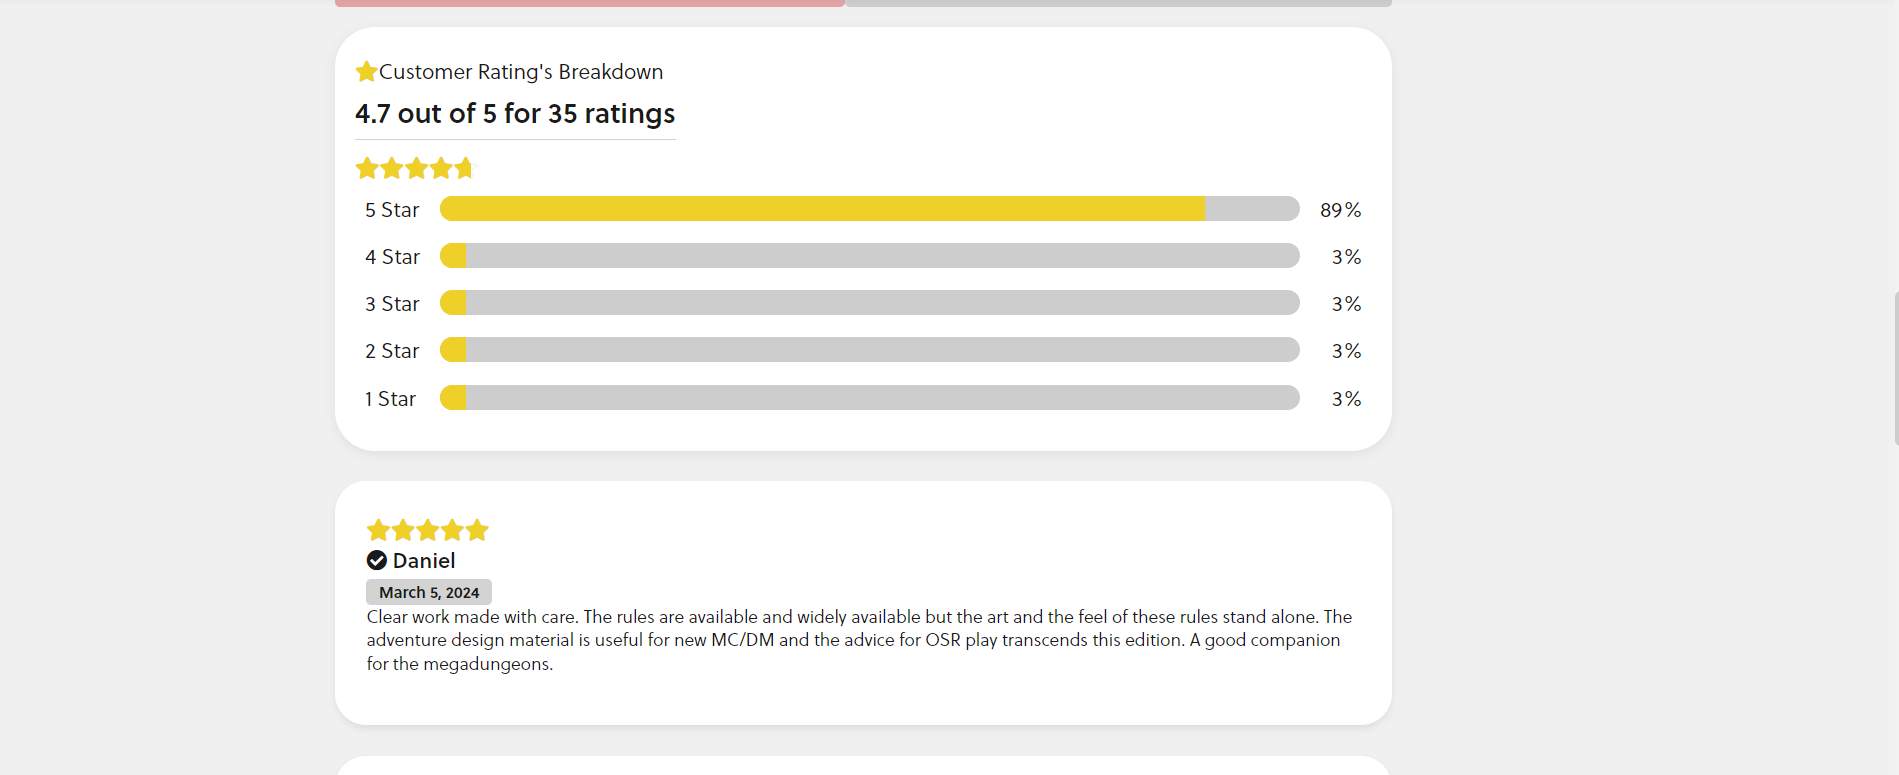 Customer Rating's Breakdown
4.7 out of 5 for 35 ratings
5 Star 89%
4 Star 3%
3 Star 3%
2 Star 3%
1 Star 3%
Daniel
March 5, 2024
Clear work made with care. The rules are available and widely available but the art and the feel of these rules stand alone. The
adventure design material is useful for new MC/DM and the advice for OSR play transcends this edition. A good companion
for the megadungeons.